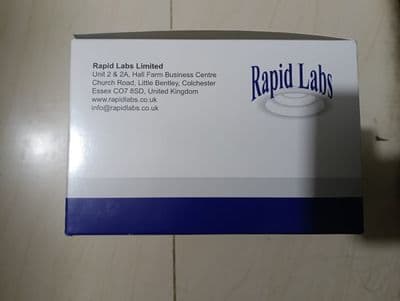 Rapid Labs Limited
Unit 2 & 2A, Hall Farm Business Centre
Church Road, Little Bentley, Colchester
Essex CO7 8SD, United Kingdom
www.rapidlabs.co.uk
info@rapidlabs.co.uk
Rapid Labs